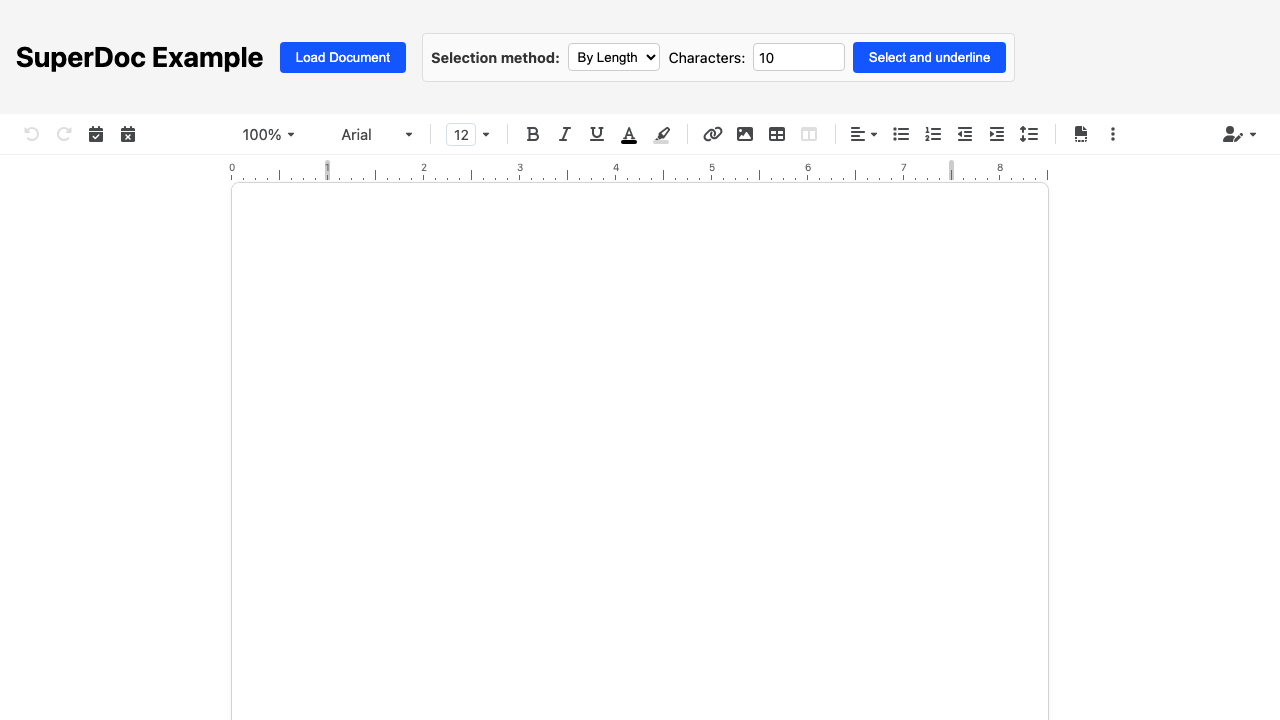 SuperDoc Example
Load Document
Selection method: By Length Characters: 10 Select and underline
100% Arial 12
0 1 2 3 4 5 6 7 8